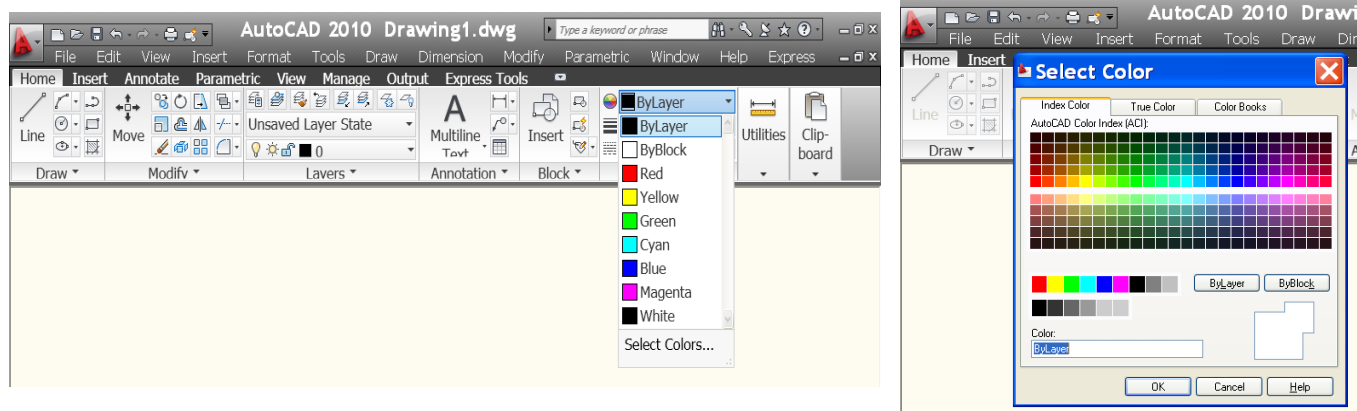 AutoCAD 2010 Drawing1.dwg Type a keyword or phrase
File Edit View Insert Format Tools Draw Dimension Modify Parametric Window Help Express
Home Insert Annotate Parametric View Manage Output Express Tools
Line Move Unsaved Layer State 0 Multiline Text Insert ByLayer Utilities Clip-board
Draw Modify Layers Annotation Block
ByLayer
ByBlock
Red
Yellow
Green
Cyan
Blue
Magenta
White
Select Colors...
AutoCAD 2010 Drawi
File Edit View Insert Format Tools Draw Di
Home Insert
Select Color
Line
Draw
Index Color True Color Color Books
AutoCAD Color Index (ACI):
ByLayer ByBlock
Color:
ByLayer
OK Cancel Help